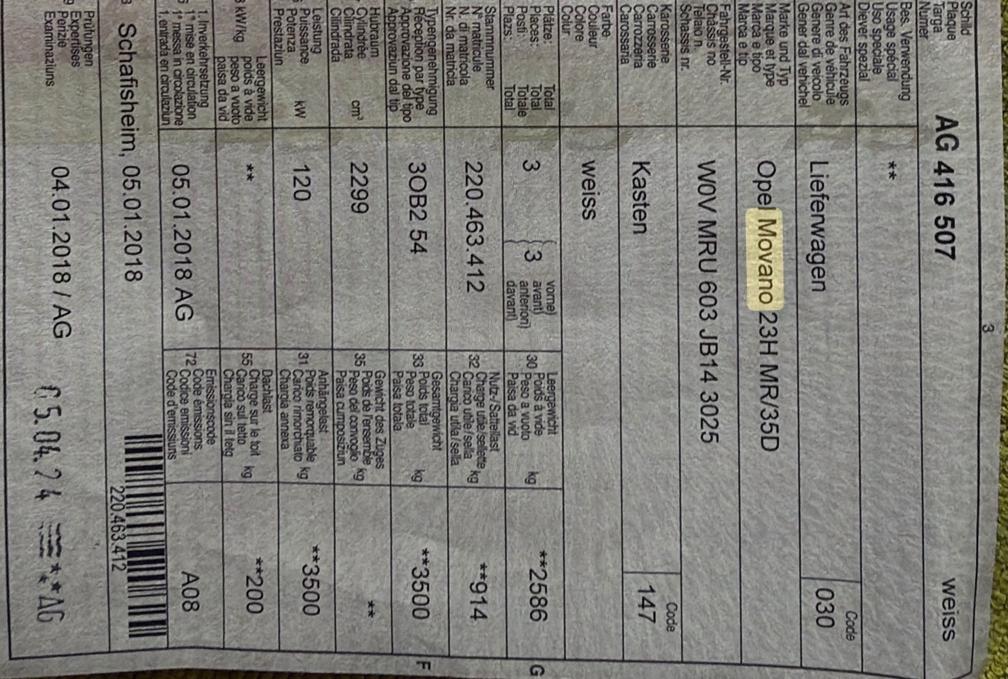 3
Schild
Plaque
Targa
Numer
AG 416 507
weiss
Bes. Verwendung
Usage spécial
Uso speciale
Diever spezial
**
Art des Fahrzeugs
Genre de véhicule
Genere di veicolo
Gener dal vehichel
Lieferwagen
Code
030
Marke und Typ
Marque et type
Marca e tipo
Marca e tip
Opel Movano 23H MR/35D
Fahrgestell-Nr.
Châssis no
Telaio n.
Schassis nr.
W0V MRU 603 JB14 3025
Karosserie
Carrosserie
Carrozzeria
Carrossaria
Kasten
Code
147
Farbe
Couleur
Colore
Colur
weiss
Plätze: Total
Places: Total
Posti: Totale
Plazs: Total
3
3
vorne)
avant)
anteriori)
davant)
30
Leergewicht
Poids à vide
Peso a vuoto
Paisa da vid
kg
**2586
G
Stammnummer
N° matricule
N° di matricola
Nr. da matricla
220.463.412
32
Nutz-/Sattellast
Charge utile/sellette
Carico utile/sella
Chargia utila/sella
kg
**914
Typengenehmigung
Réception par type
Approvazione del tipo
Approvaziun dal tip
3OB2 54
33
Gesamtgewicht
Poids total
Peso totale
Paisa totala
kg
**3500
F
Hubraum
Cylindrée
Cilindrata
Cilindrada
cm³
2299
35
Gewicht des Zuges
Poids de l'ensemble
Peso del convoglio
Paisa cumposiziun
kg
**
Leistung
Puissance
Potenza
Prestaziun
kW
120
31
Anhängelast
Poids remorquable
Carico rimorchiato
Chargia annexa
kg
**3500
kW/kg
Leergewicht
poids à vide
peso a vuoto
paisa da vid
**
55
Dachlast
Charge sur le toit
Carico sul tetto
Chargia sin il tetg
kg
**200
1. Inverkehrsetzung
1re mise en circulation
1a messa in circolazione
1. entrada en circulaziun
05.01.2018 AG
72
Emissionscode
Code émissions
Codice emissioni
Code d'emissiuns
A08
Schafisheim, 05.01.2018
220.463.412
Prüfungen
Expertises
Perizie
Examinaziuns
04.01.2018 / AG
05.04.24
**AG